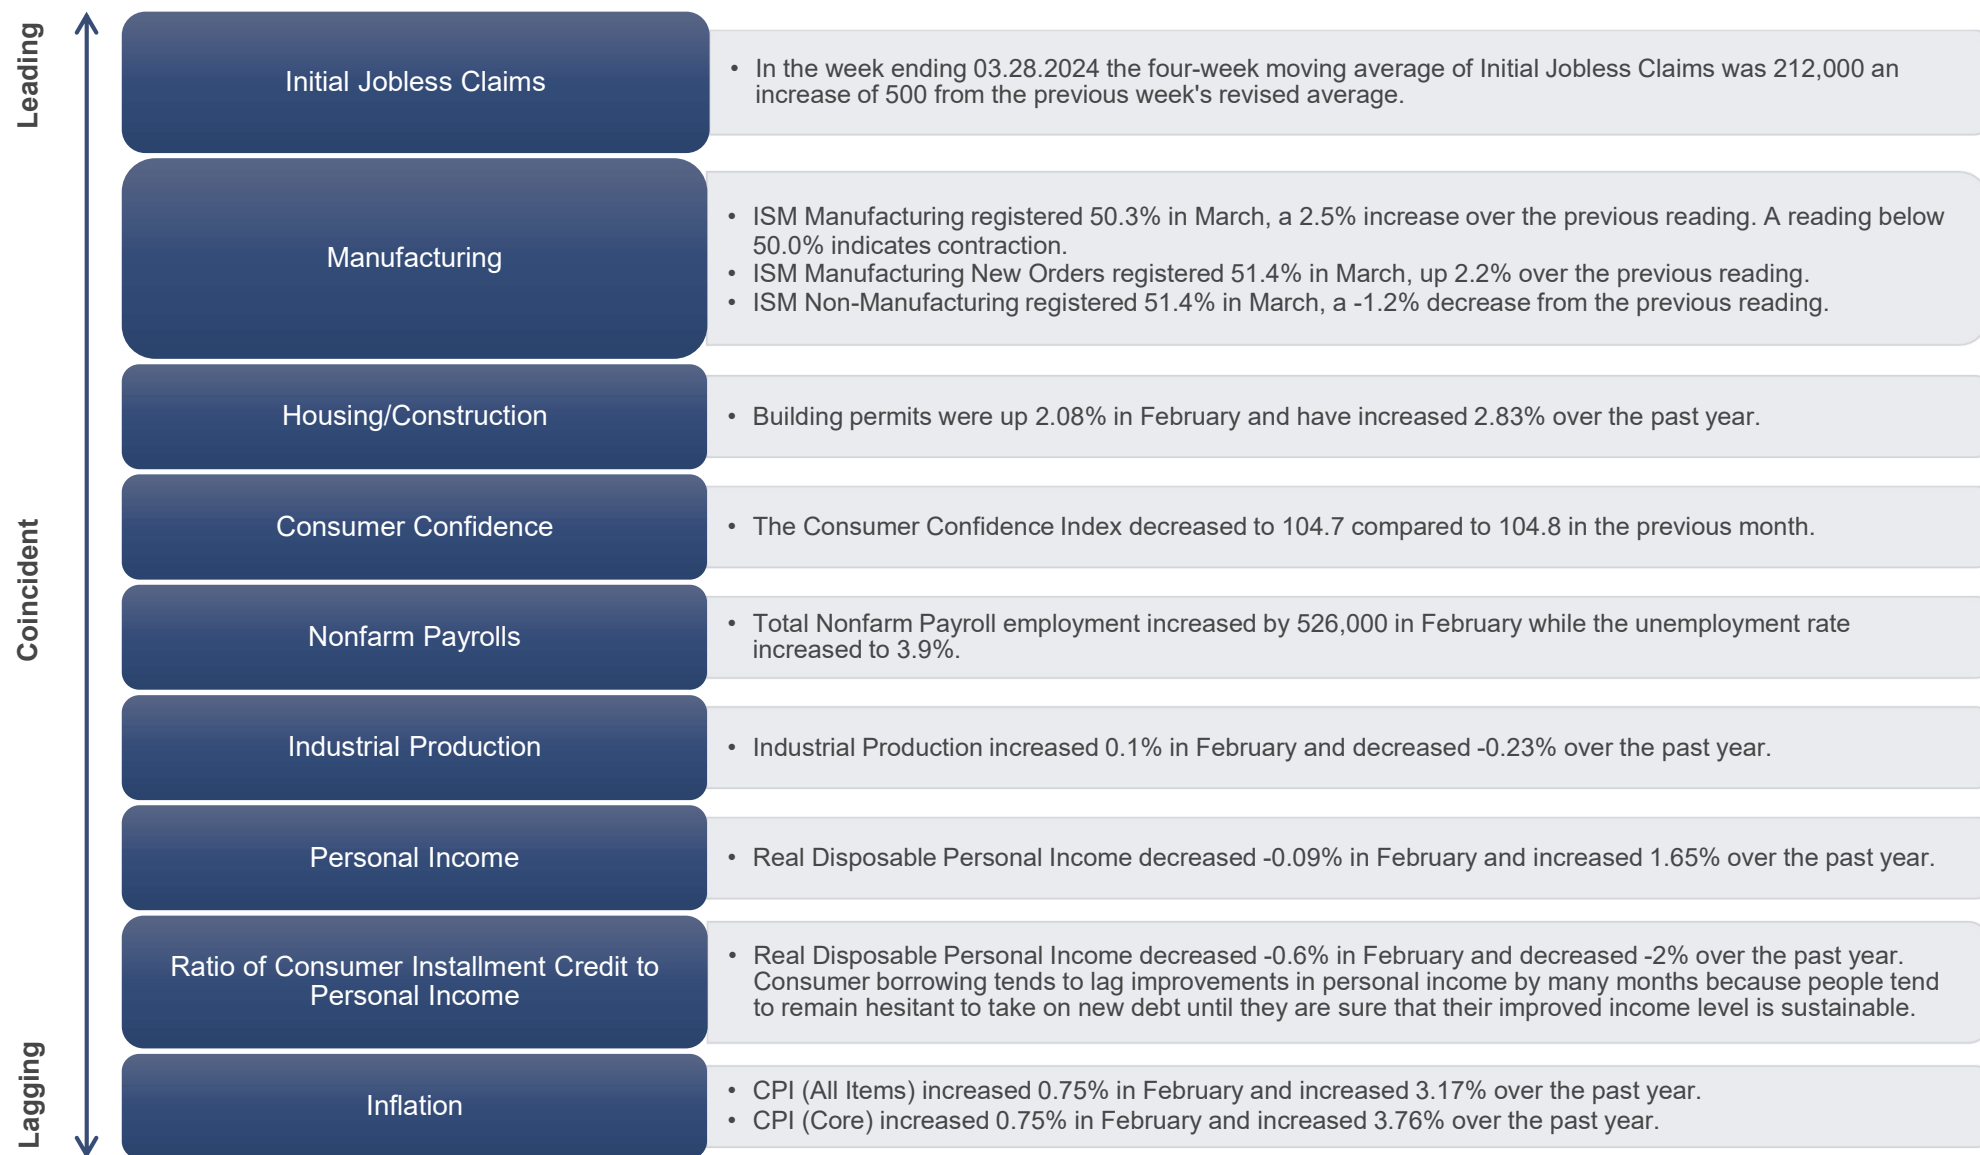 Leading
Initial Jobless Claims
• In the week ending 03.28.2024 the four-week moving average of Initial Jobless Claims was 212,000 an
increase of 500 from the previous week's revised average.
Manufacturing
• ISM Manufacturing registered 50.3% in March, a 2.5% increase over the previous reading. A reading below
50.0% indicates contraction.
• ISM Manufacturing New Orders registered 51.4% in March, up 2.2% over the previous reading.
• ISM Non-Manufacturing registered 51.4% in March, a -1.2% decrease from the previous reading.
Housing/Construction
• Building permits were up 2.08% in February and have increased 2.83% over the past year.
Coincident
Consumer Confidence
• The Consumer Confidence Index decreased to 104.7 compared to 104.8 in the previous month.
Nonfarm Payrolls
• Total Nonfarm Payroll employment increased by 526,000 in February while the unemployment rate
increased to 3.9%.
Industrial Production
• Industrial Production increased 0.1% in February and decreased -0.23% over the past year.
Personal Income
• Real Disposable Personal Income decreased -0.09% in February and increased 1.65% over the past year.
Ratio of Consumer Installment Credit to
Personal Income
• Real Disposable Personal Income decreased -0.6% in February and decreased -2% over the past year.
Consumer borrowing tends to lag improvements in personal income by many months because people tend
to remain hesitant to take on new debt until they are sure that their improved income level is sustainable.
Lagging
Inflation
• CPI (All Items) increased 0.75% in February and increased 3.17% over the past year.
• CPI (Core) increased 0.75% in February and increased 3.76% over the past year.